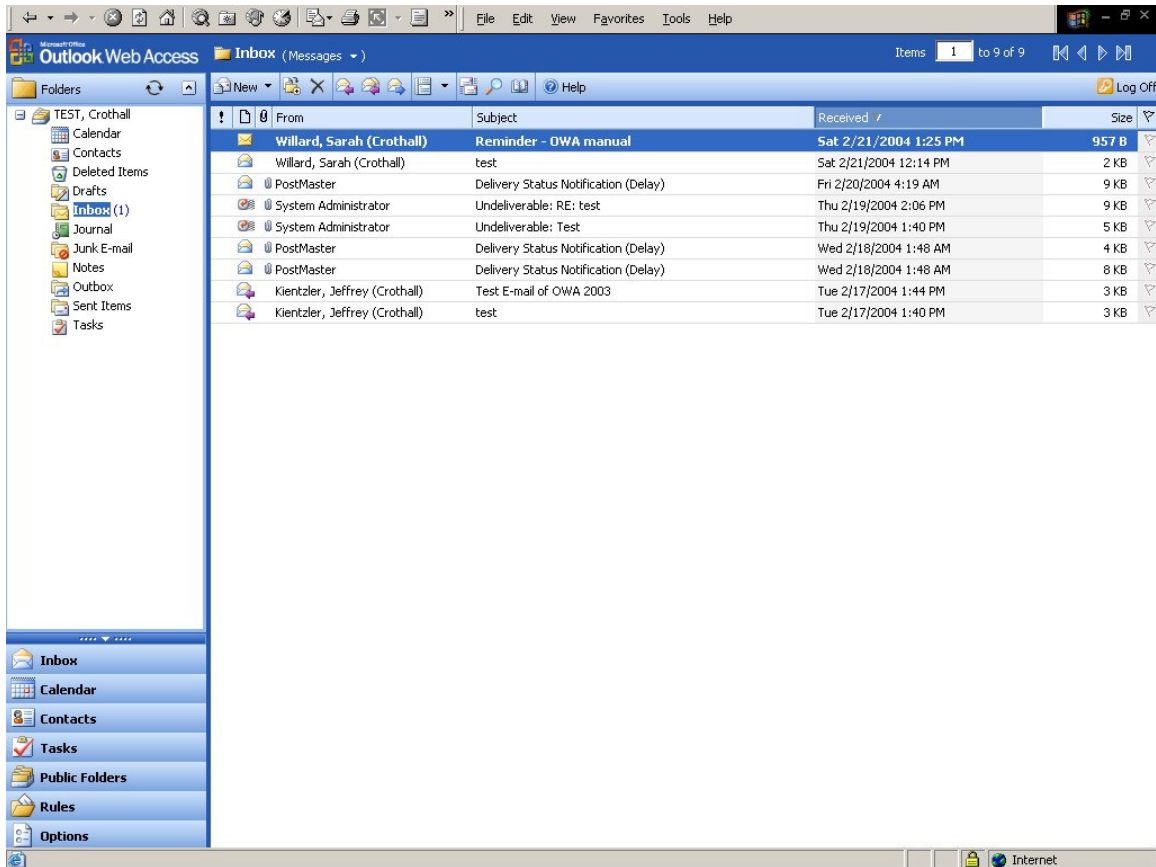 » File Edit View Favorites Tools Help
Microsoft Office
Outlook Web Access Inbox (Messages ) Items 1 to 9 of 9
Folders New Help Log Off
! From Subject Received Size
TEST, Crothall
Calendar
Contacts
Deleted Items
Drafts
Inbox (1)
Journal
Junk E-mail
Notes
Outbox
Sent Items
Tasks
Willard, Sarah (Crothall) Reminder - OWA manual Sat 2/21/2004 1:25 PM 957 B
Willard, Sarah (Crothall) test Sat 2/21/2004 12:14 PM 2 KB
PostMaster Delivery Status Notification (Delay) Fri 2/20/2004 4:19 AM 9 KB
System Administrator Undeliverable: RE: test Thu 2/19/2004 2:06 PM 9 KB
System Administrator Undeliverable: Test Thu 2/19/2004 1:40 PM 5 KB
PostMaster Delivery Status Notification (Delay) Wed 2/18/2004 1:48 AM 4 KB
PostMaster Delivery Status Notification (Delay) Wed 2/18/2004 1:48 AM 8 KB
Kientzler, Jeffrey (Crothall) Test E-mail of OWA 2003 Tue 2/17/2004 1:44 PM 3 KB
Kientzler, Jeffrey (Crothall) test Tue 2/17/2004 1:40 PM 3 KB
Inbox
Calendar
Contacts
Tasks
Public Folders
Rules
Options
Internet